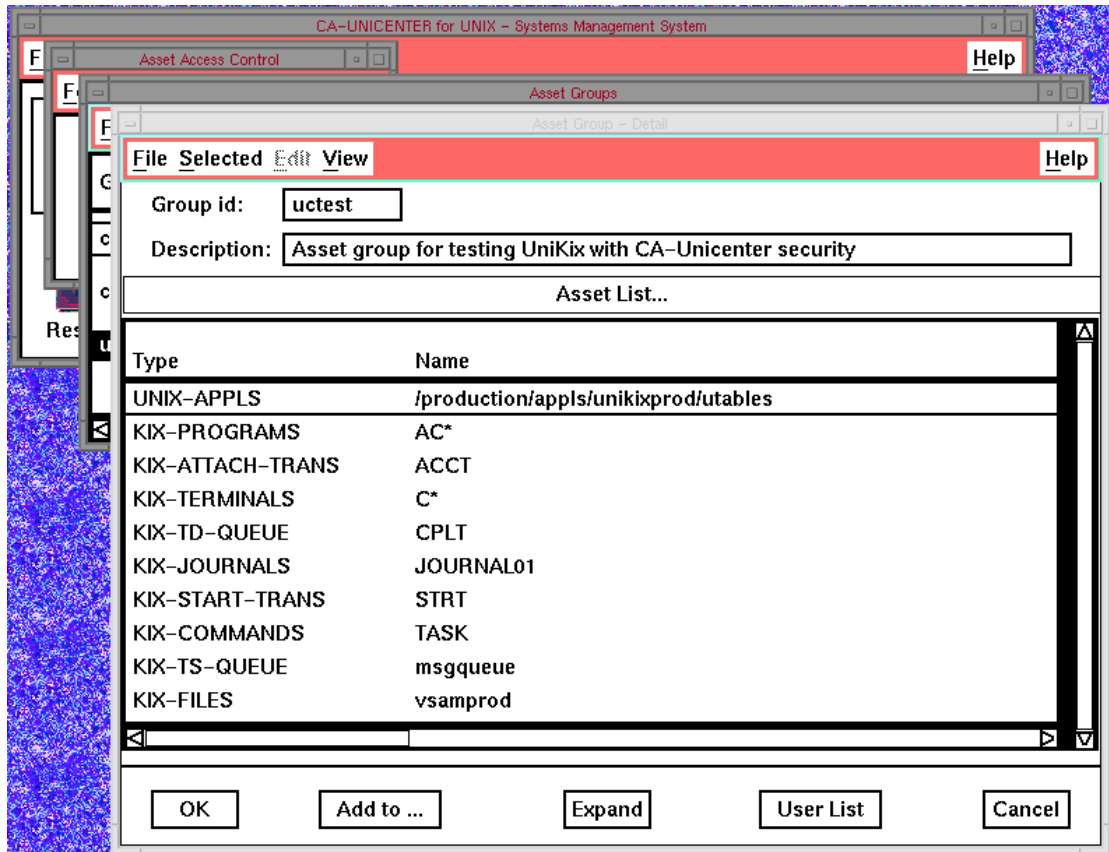 CA-UNICENTER for UNIX - Systems Management System
F Help
Asset Access Control
F
Asset Groups
F
Asset Group - Detail
File Selected Edit View Help
G
Group id: uctest
c
Description: Asset group for testing UniKix with CA-Unicenter security
c
Asset List...
Res
u
Type Name
UNIX-APPLS /production/appls/unikixprod/utables
KIX-PROGRAMS AC*
KIX-ATTACH-TRANS ACCT
KIX-TERMINALS C*
KIX-TD-QUEUE CPLT
KIX-JOURNALS JOURNAL01
KIX-START-TRANS STRT
KIX-COMMANDS TASK
KIX-TS-QUEUE msgqueue
KIX-FILES vsamprod
OK Add to ... Expand User List Cancel